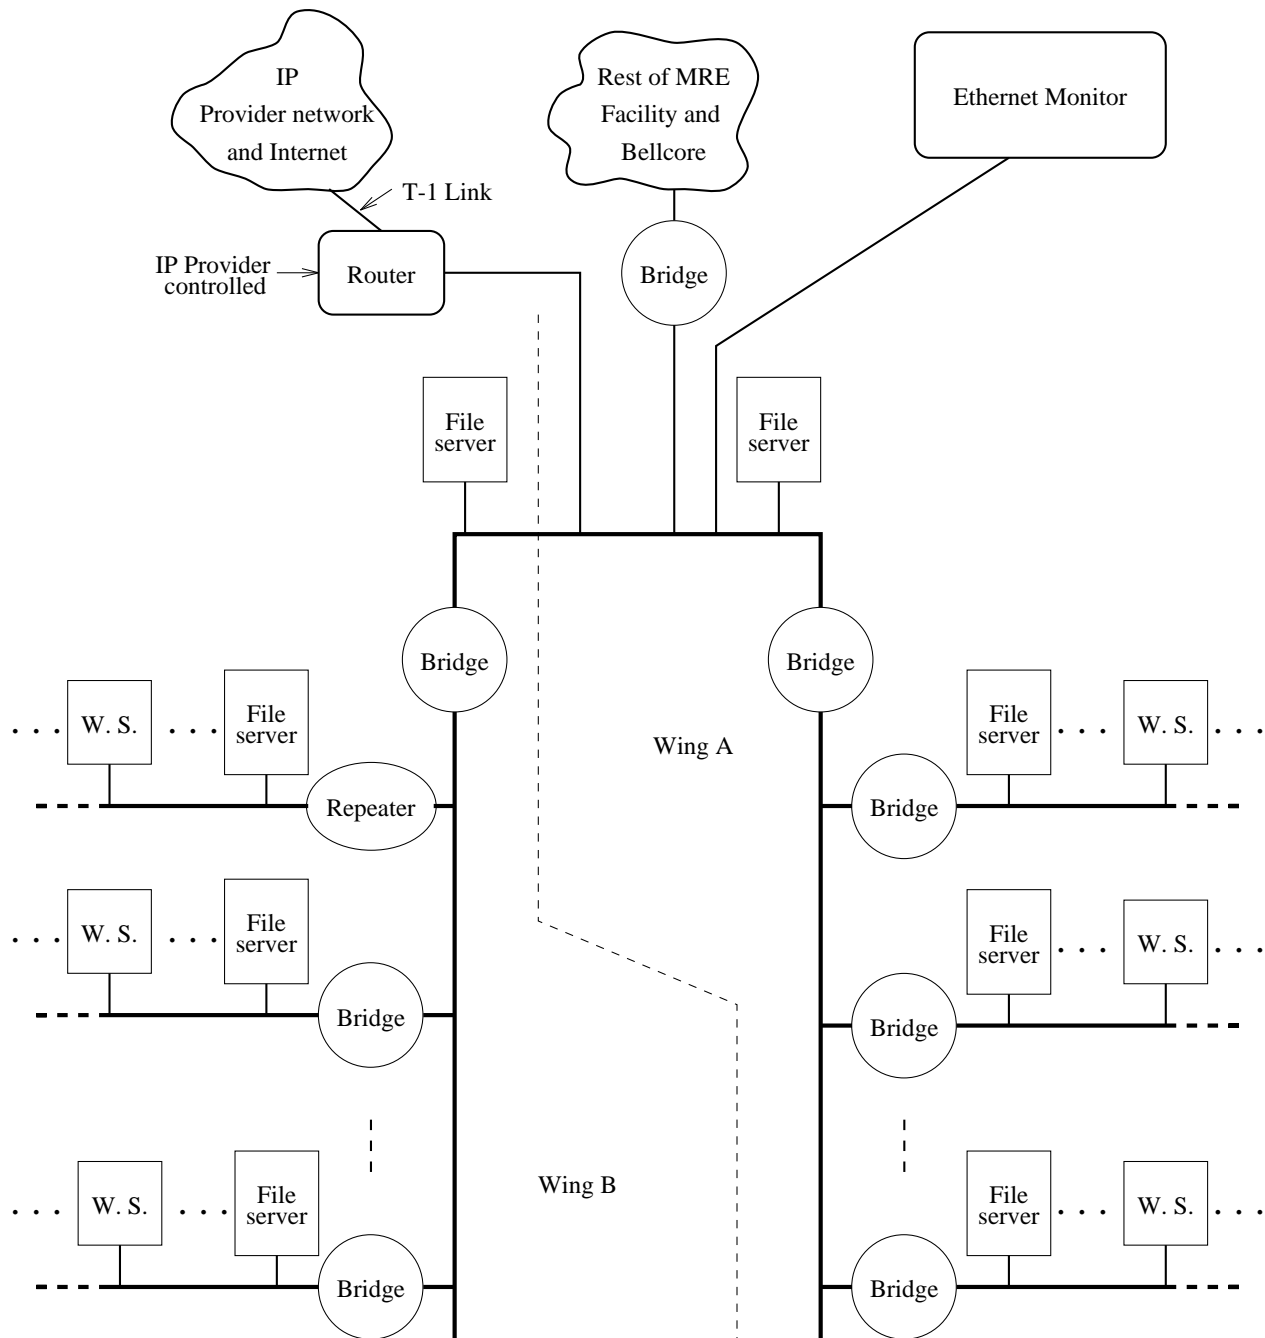 IP
Provider network
and Internet
Rest of MRE
Facility and
Bellcore
Ethernet Monitor
T-1 Link
IP Provider
controlled
Router
Bridge
File
server
File
server
Bridge
Bridge
Wing A
. . .
W. S.
. . .
File
server
File
server
. . .
W. S.
. . .
Repeater
Bridge
. . .
W. S.
. . .
File
server
File
server
. . .
W. S.
. . .
Bridge
Bridge
Wing B
. . .
W. S.
. . .
File
server
File
server
. . .
W. S.
. . .
Bridge
Bridge